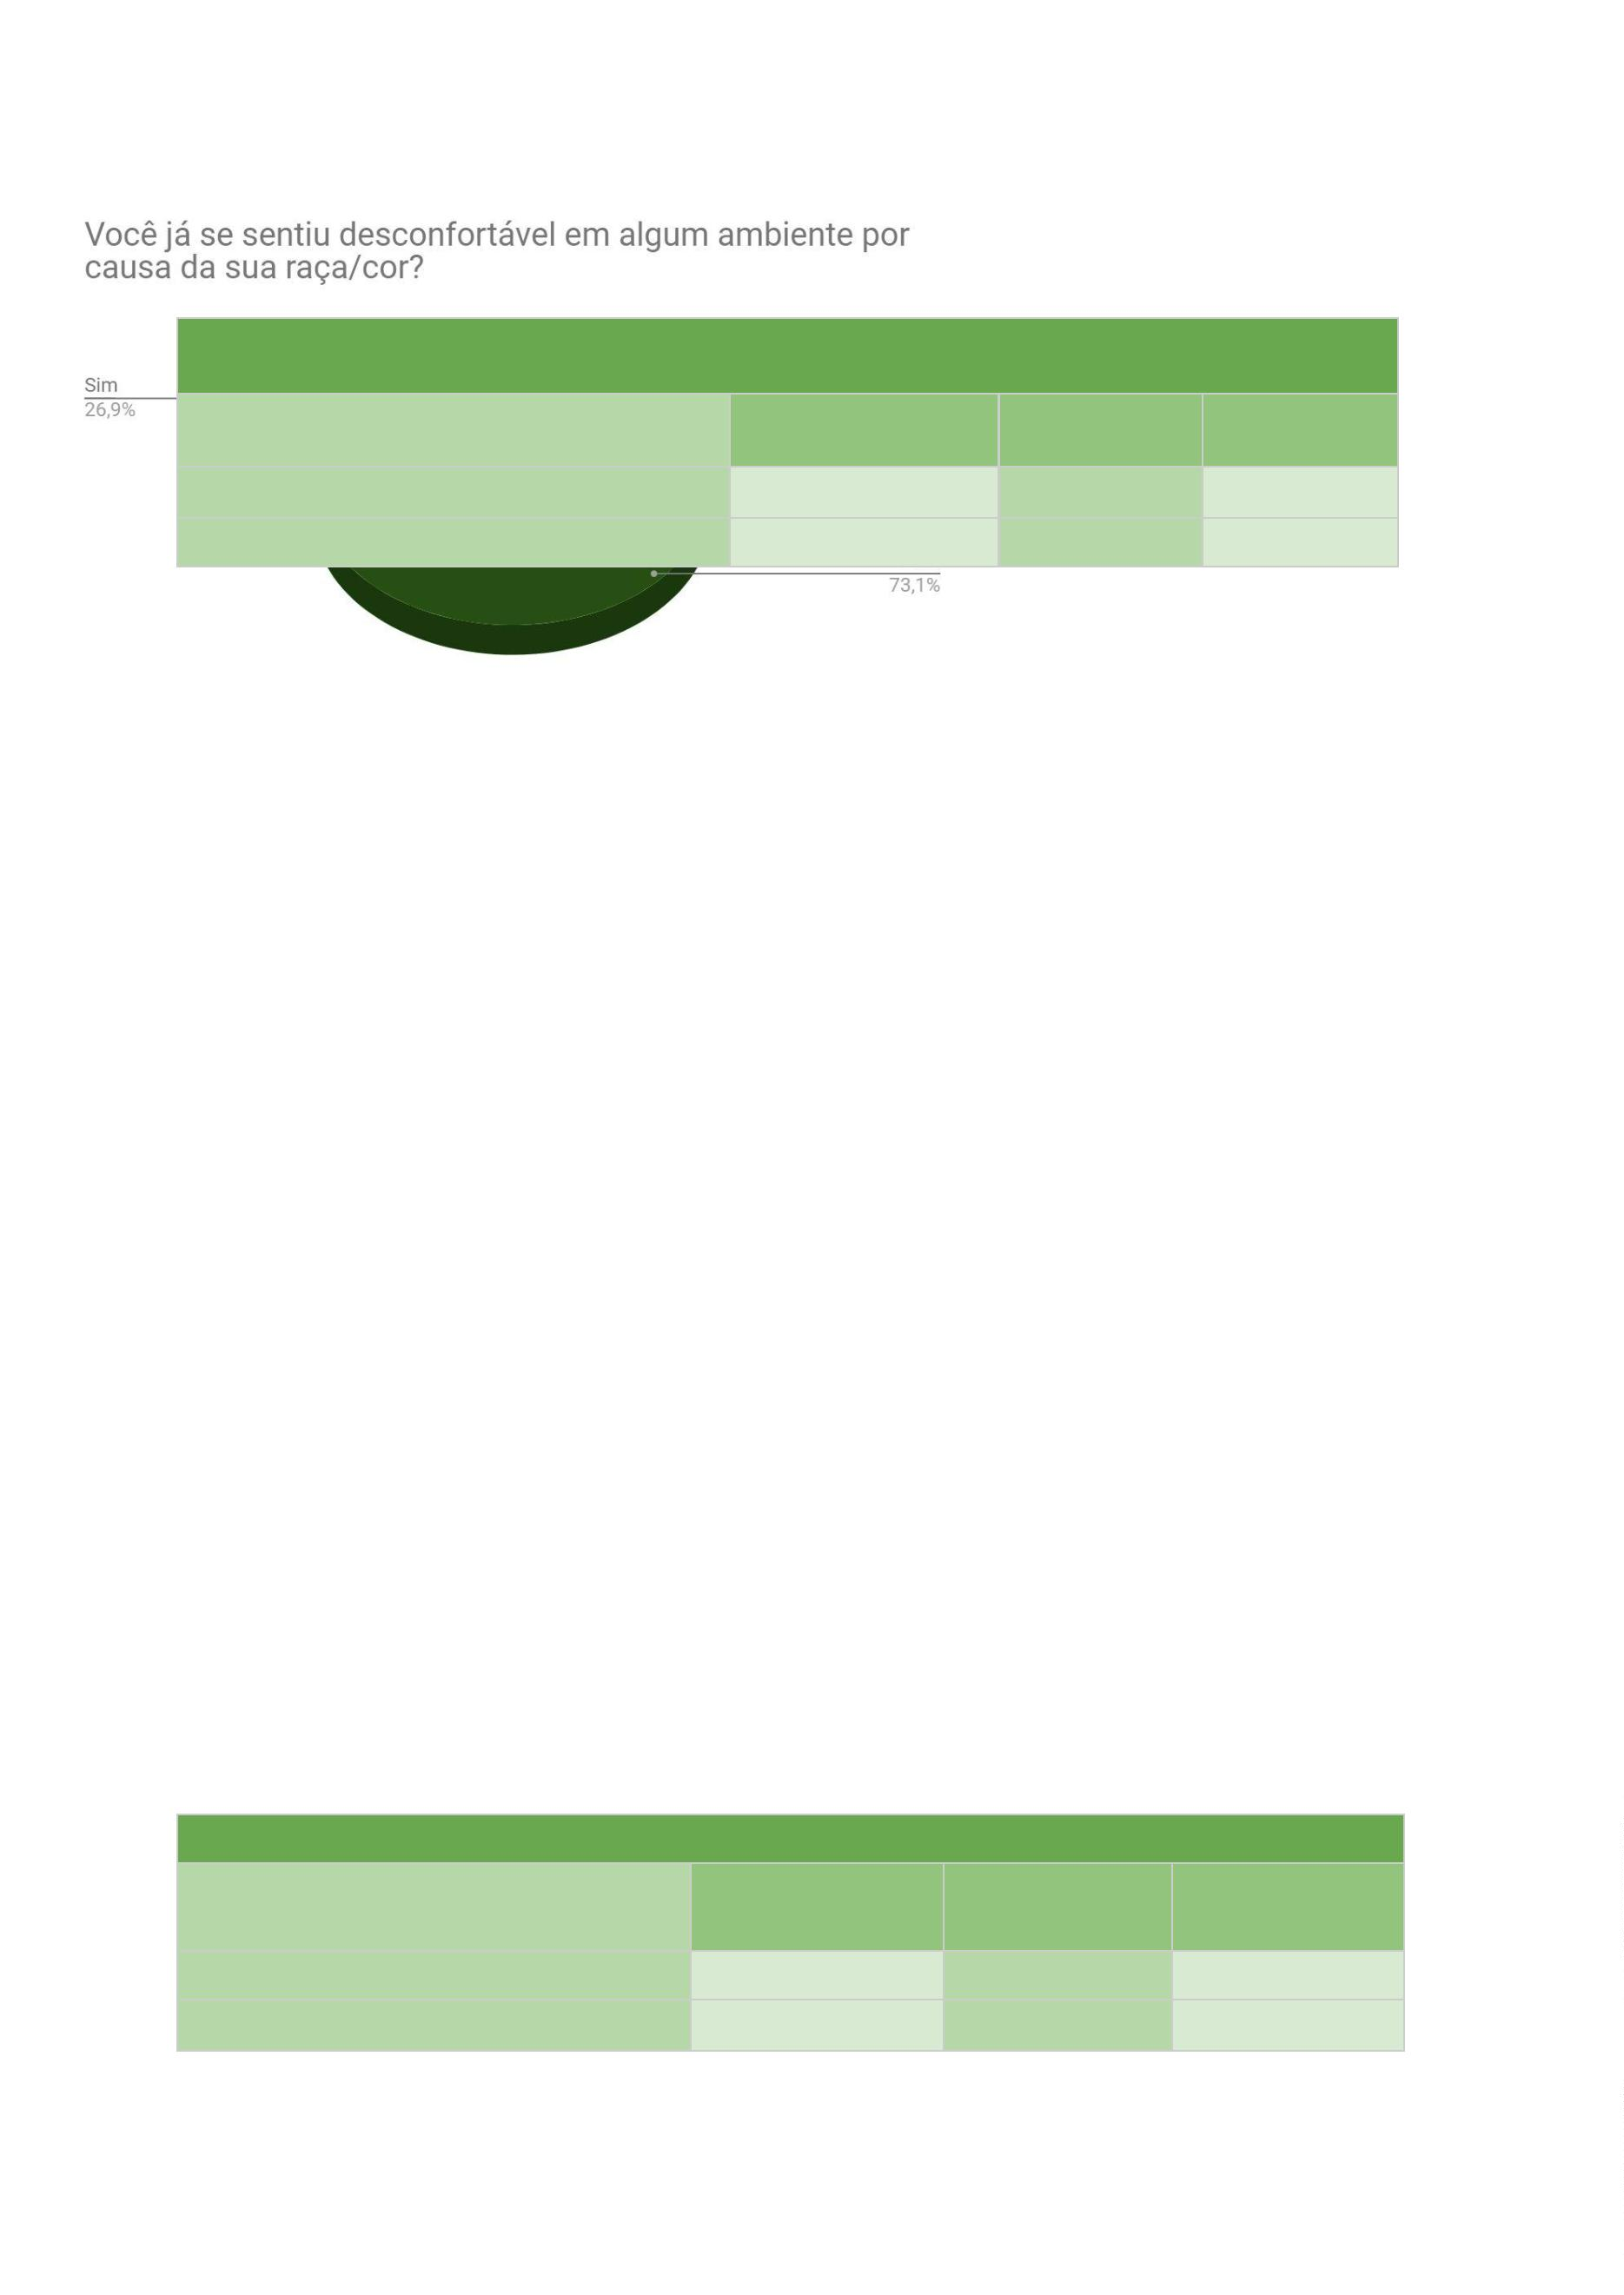 Você já se sentiu desconfortável em algum ambiente por
causa da sua raça/cor?
Sim
26,9%
73,1%